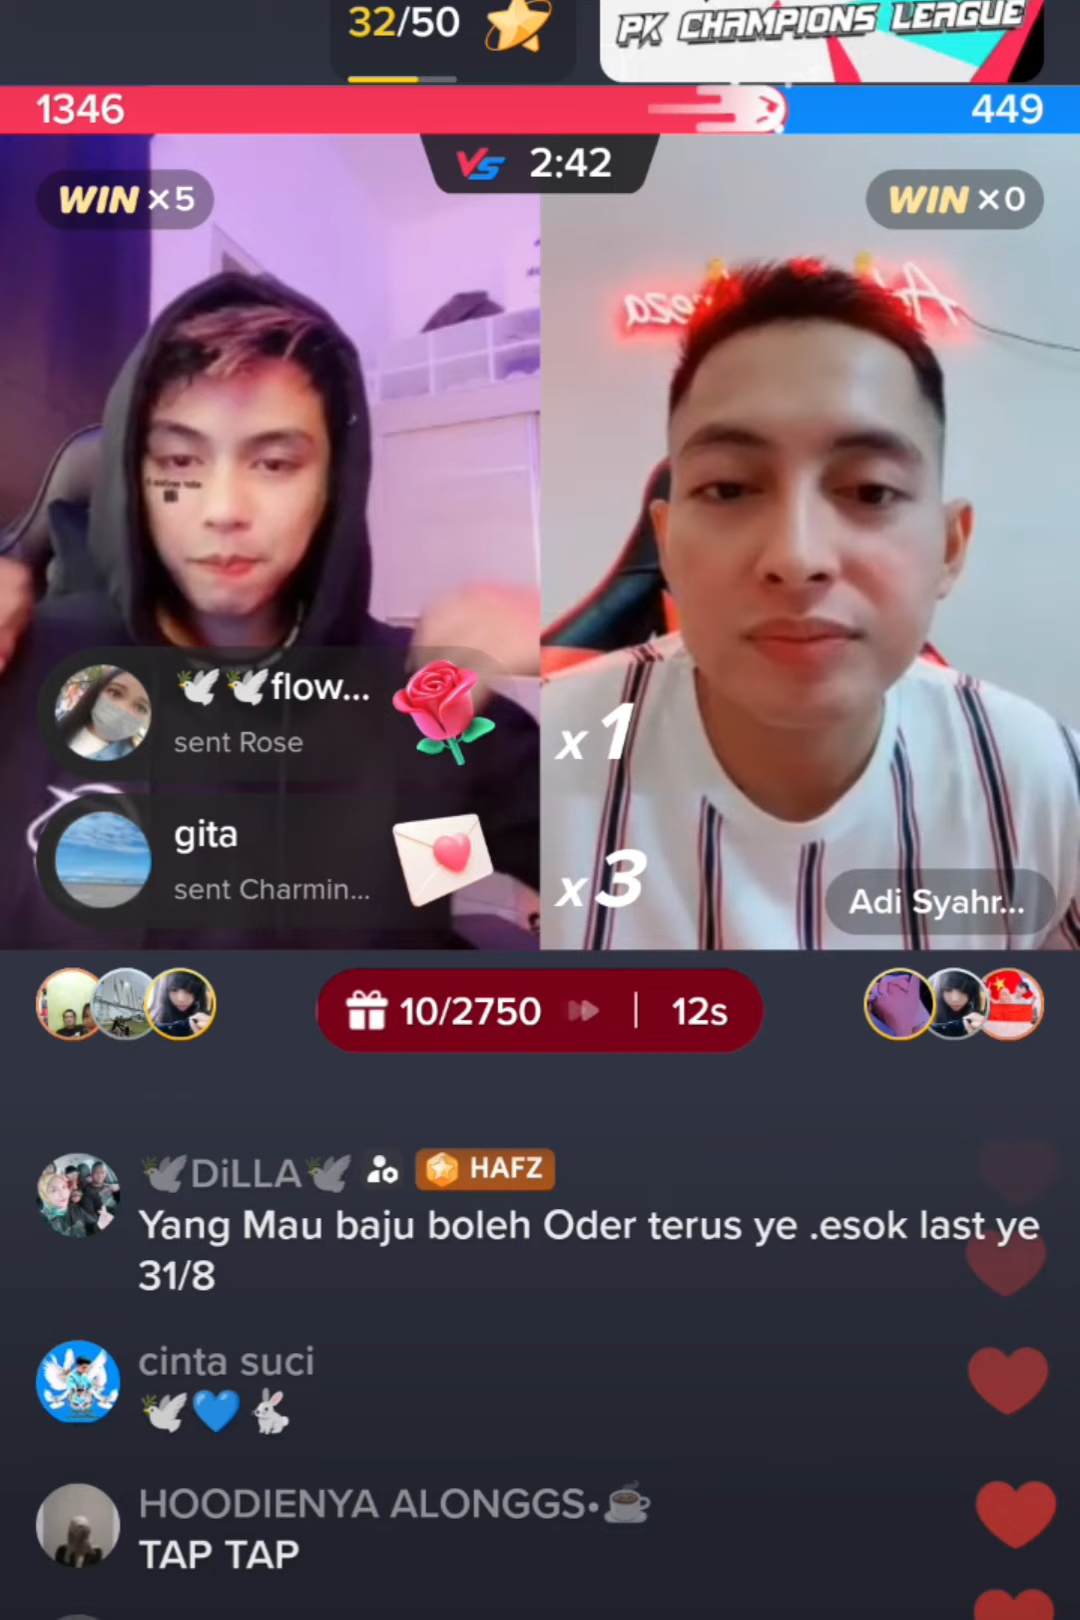 32/50
PK CHAMPIONS LEAGUE
1346
449
VS 2:42
WIN ×5
WIN ×0
flow...
sent Rose
x1
gita
sent Charmin...
x3
Adi Syahr...
10/2750 | 12s
DiLLA HAFZ
Yang Mau baju boleh Oder terus ye .esok last ye
31/8
cinta suci
HOODIENYA ALONGGS•
TAP TAP